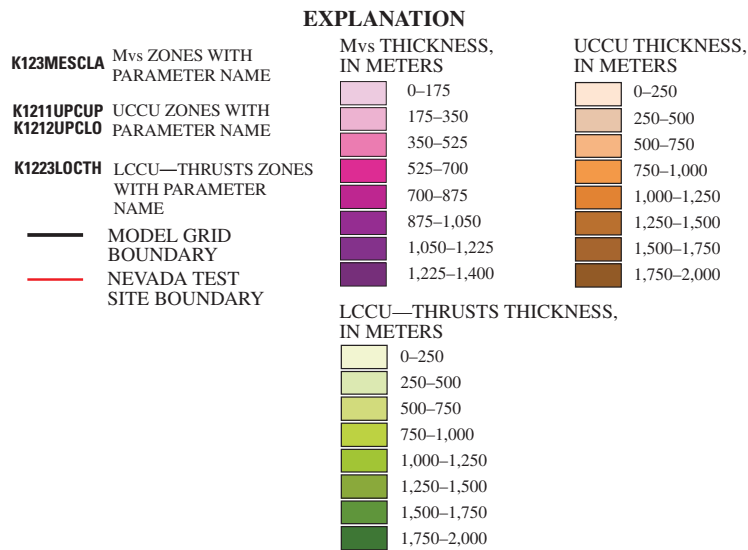 EXPLANATION
K123MESCLA
Mvs ZONES WITH
PARAMETER NAME
K1211UPCUP
K1212UPCLO
UCCU ZONES WITH
PARAMETER NAME
K1223LOCTH
LCCU—THRUSTS ZONES
WITH PARAMETER
NAME
MODEL GRID
BOUNDARY
NEVADA TEST
SITE BOUNDARY
Mvs THICKNESS,
IN METERS
0–175
175–350
350–525
525–700
700–875
875–1,050
1,050–1,225
1,225–1,400
UCCU THICKNESS,
IN METERS
0–250
250–500
500–750
750–1,000
1,000–1,250
1,250–1,500
1,500–1,750
1,750–2,000
LCCU—THRUSTS THICKNESS,
IN METERS
0–250
250–500
500–750
750–1,000
1,000–1,250
1,250–1,500
1,500–1,750
1,750–2,000